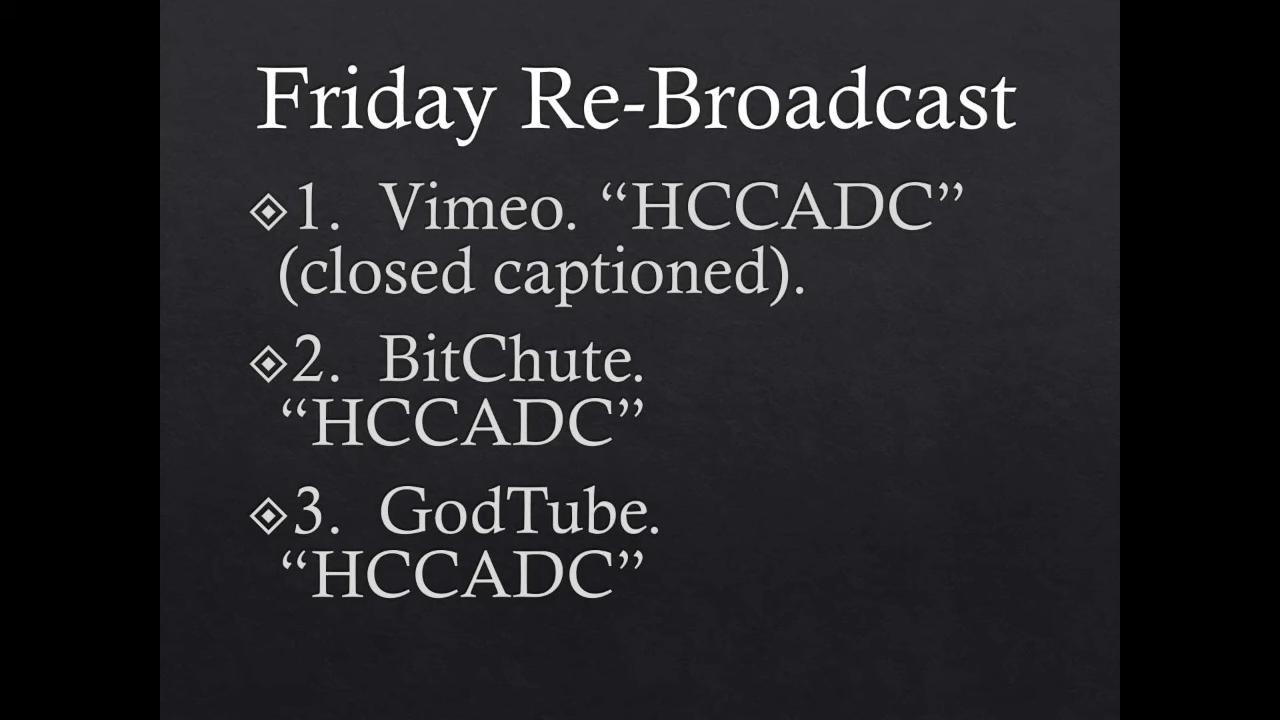 Friday Re-Broadcast
1. Vimeo. “HCCADC”
(closed captioned).
2. BitChute.
“HCCADC”
3. GodTube.
“HCCADC”